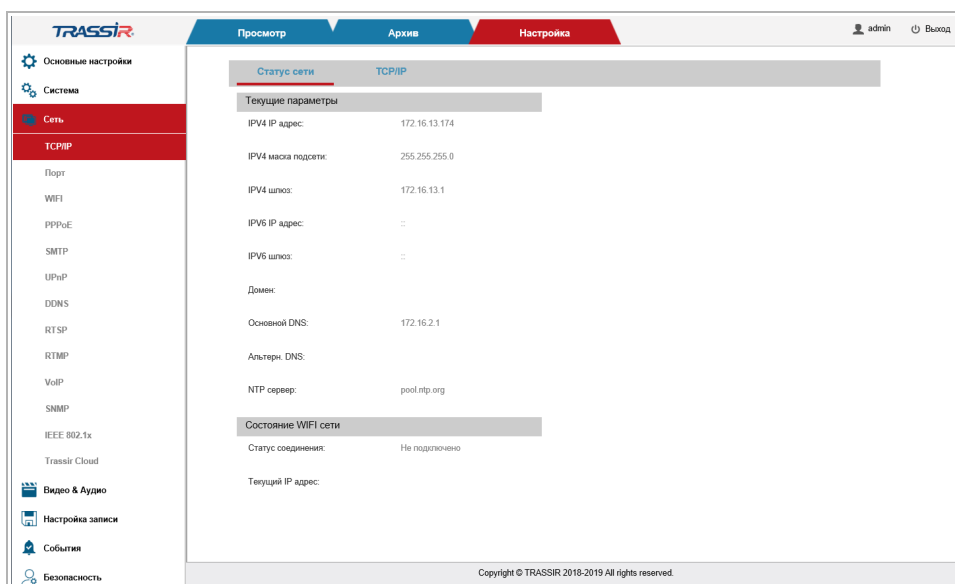 TRASSIR
Просмотр
Архив
Настройка
admin
Выход
Основные настройки
Система
Сеть
TCP/IP
Порт
WIFI
PPPoE
SMTP
UPnP
DDNS
RTSP
RTMP
VoIP
SNMP
IEEE 802.1x
Trassir Cloud
Видео & Аудио
Настройка записи
События
Безопасность
Статус сети
TCP/IP
Текущие параметры
IPV4 IP адрес: 172.16.13.174
IPV4 маска подсети: 255.255.255.0
IPV4 шлюз: 172.16.13.1
IPV6 IP адрес: ::
IPV6 шлюз: ::
Домен:
Основной DNS: 172.16.2.1
Альтерн. DNS:
NTP сервер: pool.ntp.org
Состояние WIFI сети
Статус соединения: Не подключено
Текущий IP адрес:
Copyright © TRASSIR 2018-2019 All rights reserved.